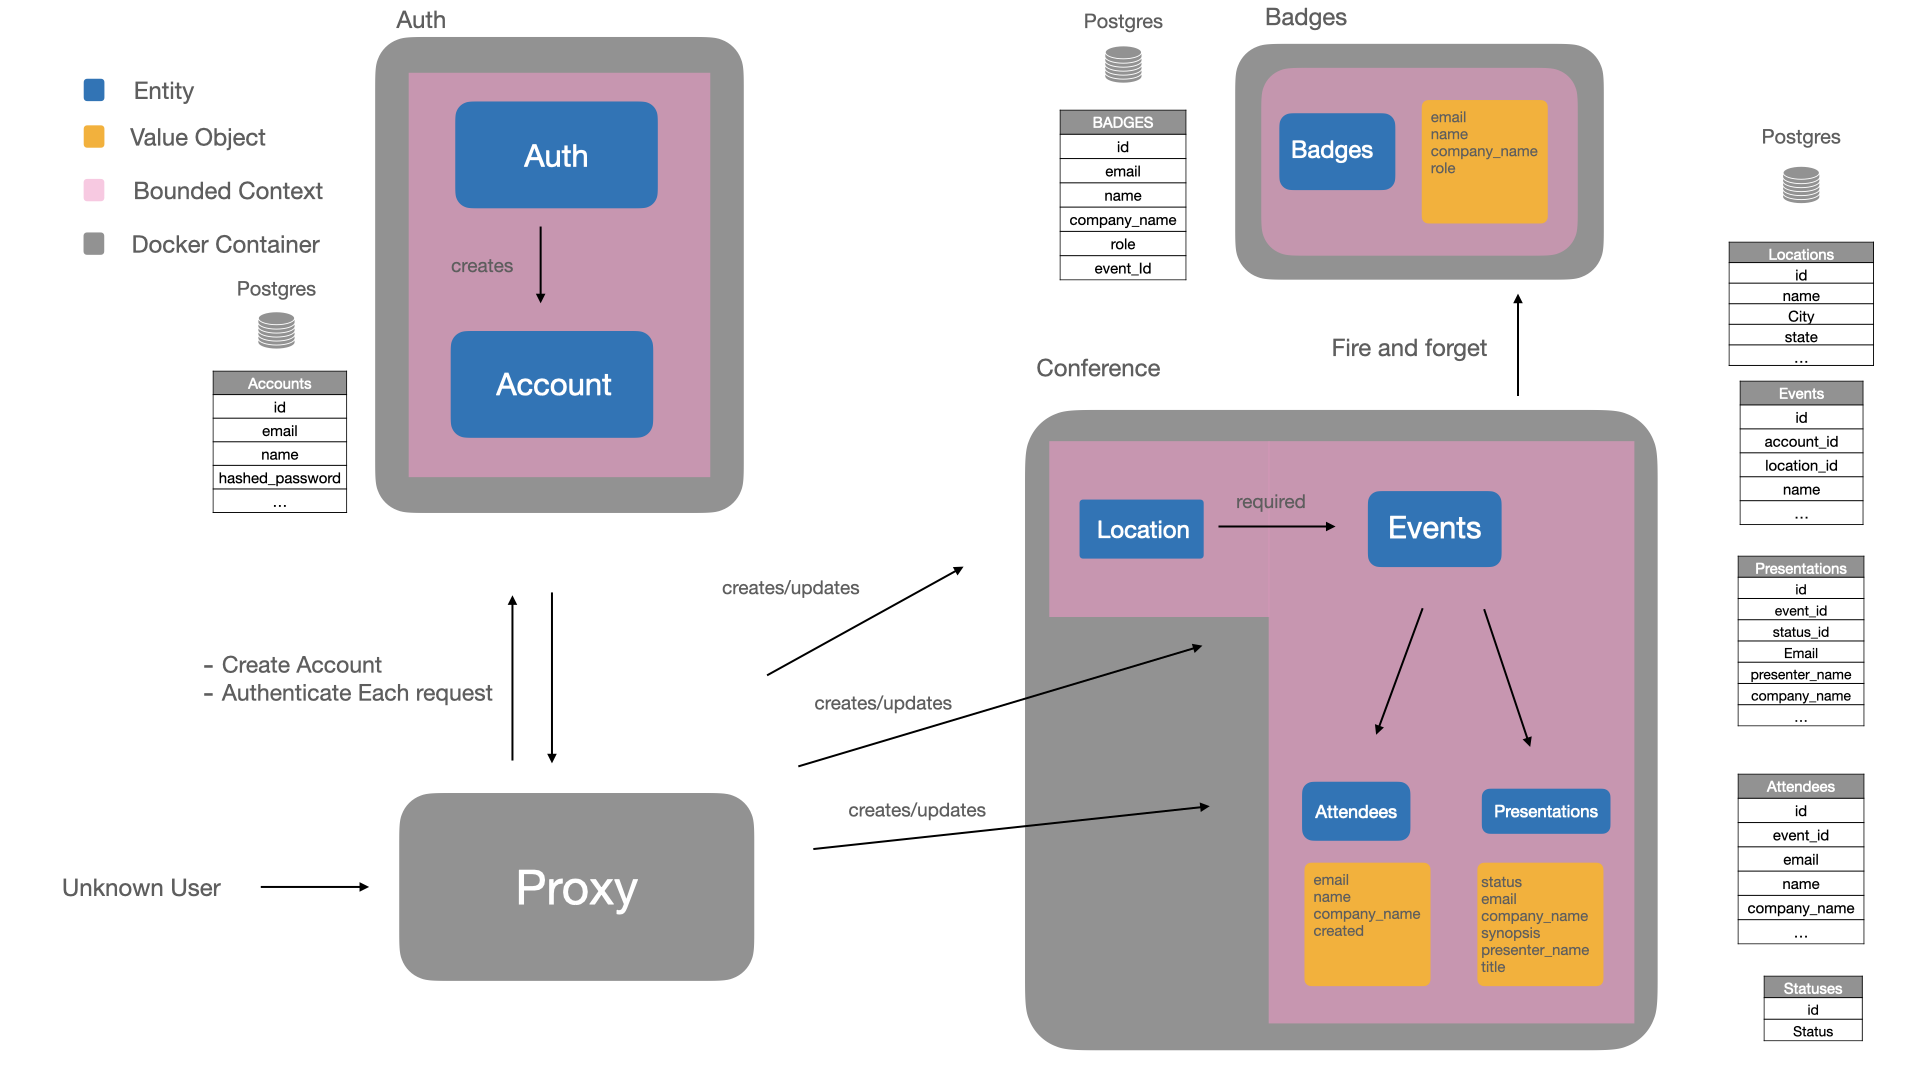 Auth
Entity
Value Object
Bounded Context
Docker Container
Auth
creates
Account
Postgres
Accounts
id
email
name
hashed_password
...
Postgres
BADGES
id
email
name
company_name
role
event_Id
Badges
Badges
email
name
company_name
role
Fire and forget
Conference
Location
required
Events
Attendees
Presentations
email
name
company_name
created
status
email
company_name
synopsis
presenter_name
title
Postgres
Locations
id
name
City
state
...
Events
id
account_id
location_id
name
...
Presentations
id
event_id
status_id
Email
presenter_name
company_name
...
Attendees
id
event_id
email
name
company_name
...
Statuses
id
Status
creates/updates
creates/updates
creates/updates
- Create Account
- Authenticate Each request
Unknown User
Proxy